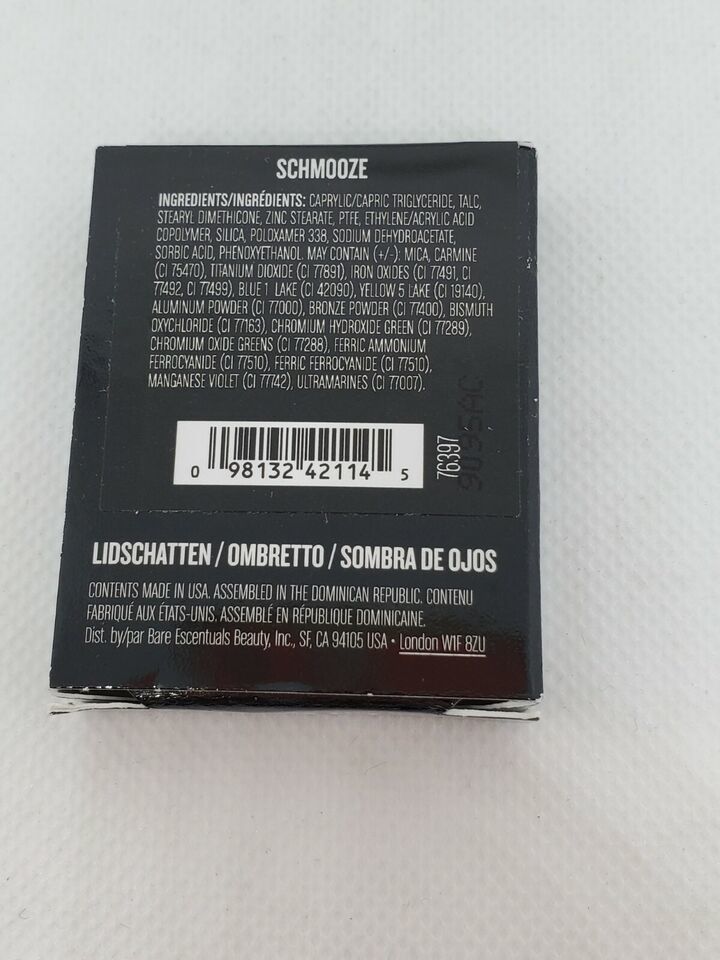 SCHMOOZE
INGREDIENTS/INGRÉDIENTS: CAPRYLIC/CAPRIC TRIGLYCERIDE, TALC,
STEARYL DIMETHICONE, ZINC STEARATE, PTFE, ETHYLENE/ACRYLIC ACID
COPOLYMER, SILICA, POLOXAMER 338, SODIUM DEHYDROACETATE,
SORBIC ACID, PHENOXYETHANOL. MAY CONTAIN (+/-): MICA, CARMINE
(CI 75470), TITANIUM DIOXIDE (CI 77891), IRON OXIDES (CI 77491, CI
77492, CI 77499), BLUE 1 LAKE (CI 42090), YELLOW 5 LAKE (CI 19140),
ALUMINUM POWDER (CI 77000), BRONZE POWDER (CI 77400), BISMUTH
OXYCHLORIDE (CI 77163), CHROMIUM HYDROXIDE GREEN (CI 77289),
CHROMIUM OXIDE GREENS (CI 77288), FERRIC AMMONIUM
FERROCYANIDE (CI 77510), FERRIC FERROCYANIDE (CI 77510),
MANGANESE VIOLET (CI 77742), ULTRAMARINES (CI 77007).
0 98132 42114 5
76397
9095AC
LIDSCHATTEN / OMBRETTO / SOMBRA DE OJOS
CONTENTS MADE IN USA. ASSEMBLED IN THE DOMINICAN REPUBLIC. CONTENU
FABRIQUÉ AUX ÉTATS-UNIS. ASSEMBLÉ EN RÉPUBLIQUE DOMINICAINE.
Dist. by/par Bare Escentuals Beauty, Inc., SF, CA 94105 USA • London W1F 8ZU